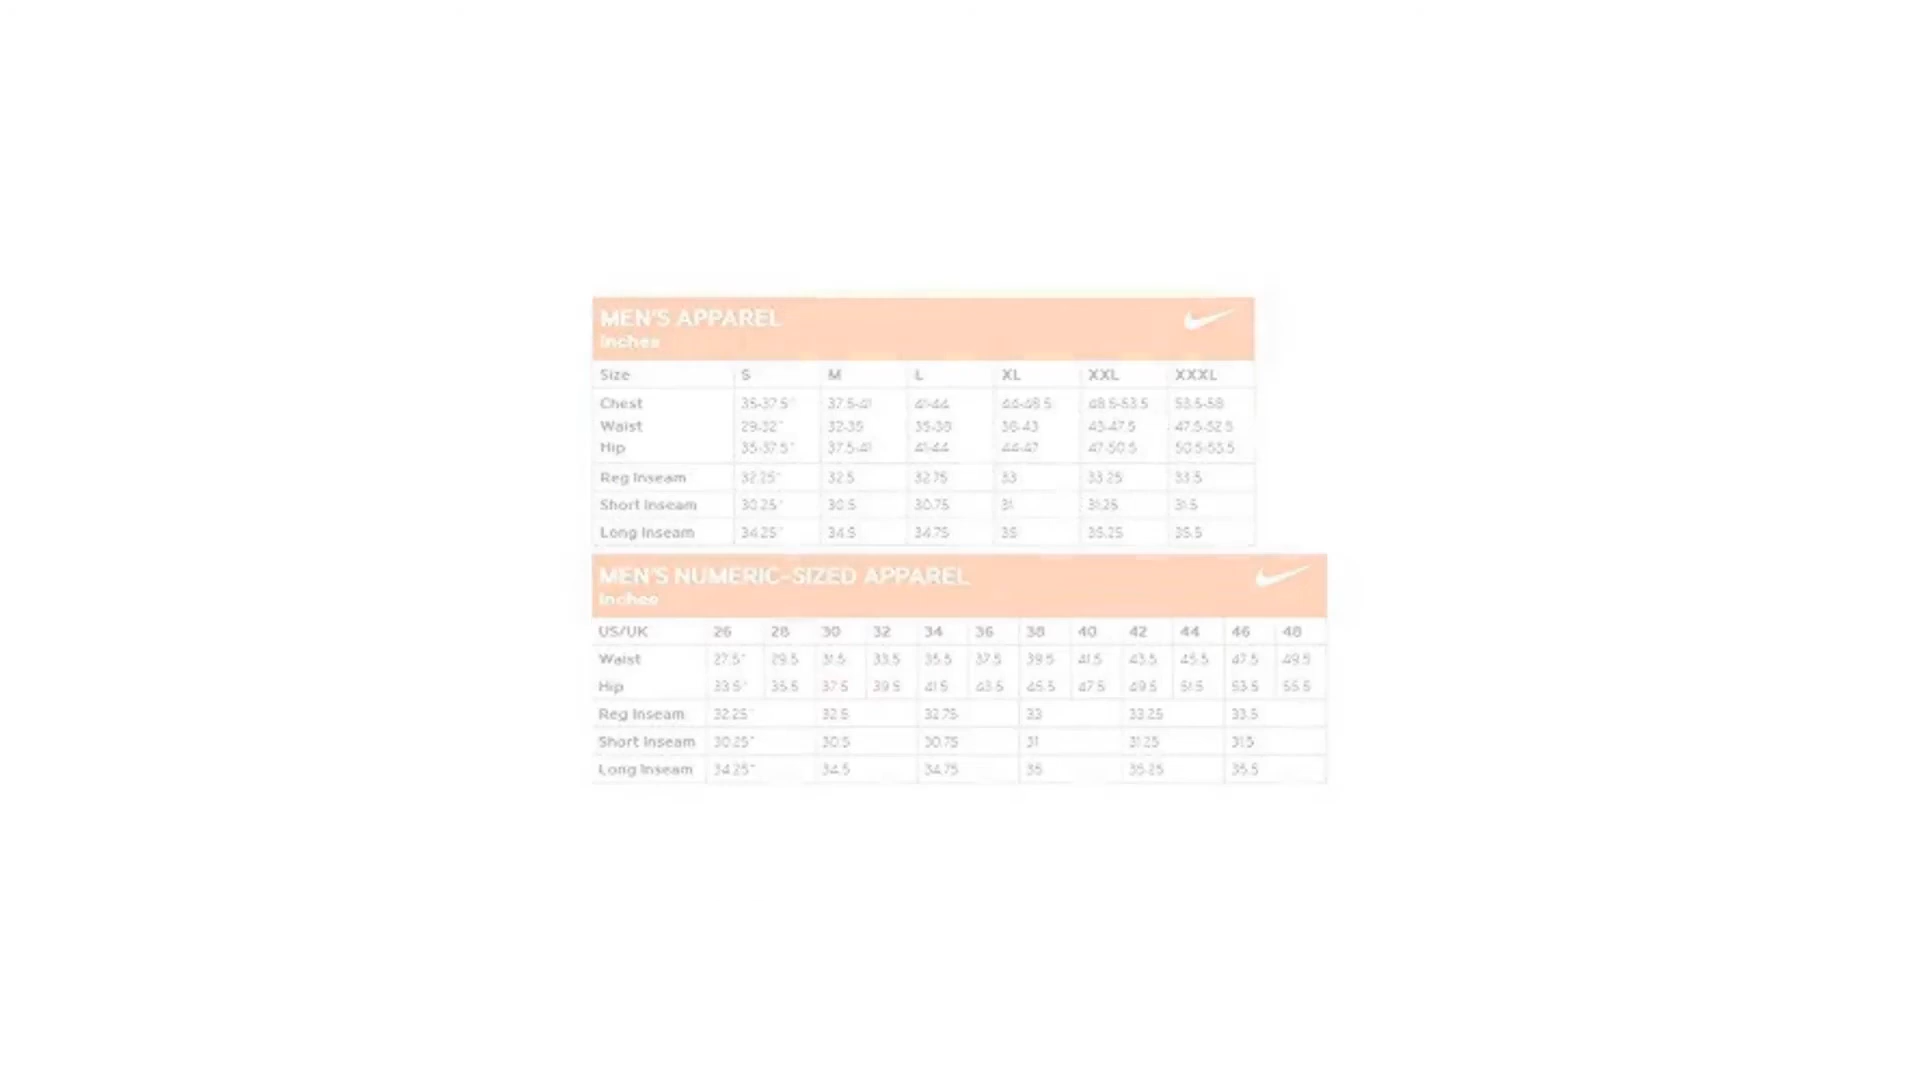 MEN'S APPAREL
Inches
Size S M L XL XXL XXXL
Chest 35-37.5" 37.5-41 41-44 44-48.5 48.5-53.5 53.5-58
Waist 29-32" 32-35 35-38 38-43 43-47.5 47.5-52.5
Hip 35-37.5" 37.5-41 41-44 44-47 47-50.5 50.5-53.5
Reg Inseam 32.25" 32.5 32.75 33 33.25 33.5
Short Inseam 30.25" 30.5 30.75 31 31.25 31.5
Long Inseam 34.25" 34.5 34.75 35 35.25 35.5
MEN'S NUMERIC-SIZED APPAREL
Inches
US/UK 26 28 30 32 34 36 38 40 42 44 46 48
Waist 27.5" 29.5 31.5 33.5 35.5 37.5 39.5 41.5 43.5 45.5 47.5 49.5
Hip 33.5" 35.5 37.5 39.5 41.5 43.5 45.5 47.5 49.5 51.5 53.5 55.5
Reg Inseam 32.25" 32.5 32.75 33 33.25 33.5
Short Inseam 30.25" 30.5 30.75 31 31.25 31.5
Long Inseam 34.25" 34.5 34.75 35 35.25 35.5